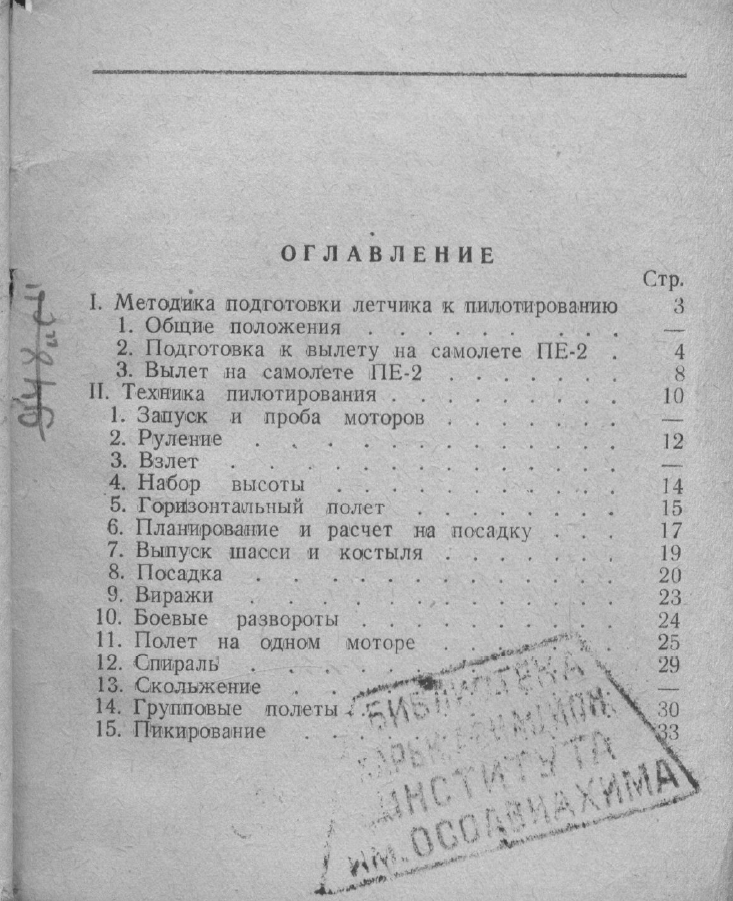 ОГЛАВЛЕНИЕ
Стр.
I. Методика подготовки летчика к пилотированию 3
1. Общие положения . . . . . . . . . —
2. Подготовка к вылету на самолете ПЕ-2 . 4
3. Вылет на самолете ПЕ-2 . . . . . . . 8
II. Техника пилотирования . . . . . . . . . 10
1. Запуск и проба моторов . . . . . . . —
2. Руление . . . . . . . . . . . . . 12
3. Взлет . . . . . . . . . . . . . . —
4. Набор высоты . . . . . . . . . . . 14
5. Горизонтальный полет . . . . . . . . 15
6. Планирование и расчет на посадку . . . 17
7. Выпуск шасси и костыля . . . . . . . 19
8. Посадка . . . . . . . . . . . . . 20
9. Виражи . . . . . . . . . . . . . 23
10. Боевые развороты . . . . . . . . . 24
11. Полет на одном моторе . . . . . . . 25
12. Спираль . . . . . . . . . . . . . 29
13. Скольжение . . . . . . . . . . . —
14. Групповые полеты . . . . . . . . . 30
15. Пикирование . . . . . . . . . . . 33
БИБЛИОТЕКА
ИНСТИТУТА
ИМ. ОСОАВИАХИМА